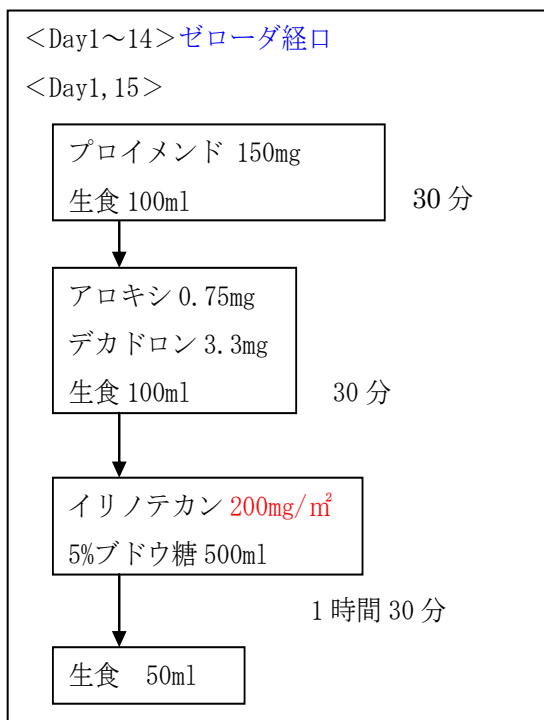 ＜Day1～14＞ゼローダ経口
＜Day1,15＞
プロイメンド 150mg
生食 100ml
30 分
アロキシ 0.75mg
デカドロン 3.3mg
生食 100ml
30 分
イリノテカン 200mg/㎡
5%ブドウ糖 500ml
1 時間 30 分
生食　50ml